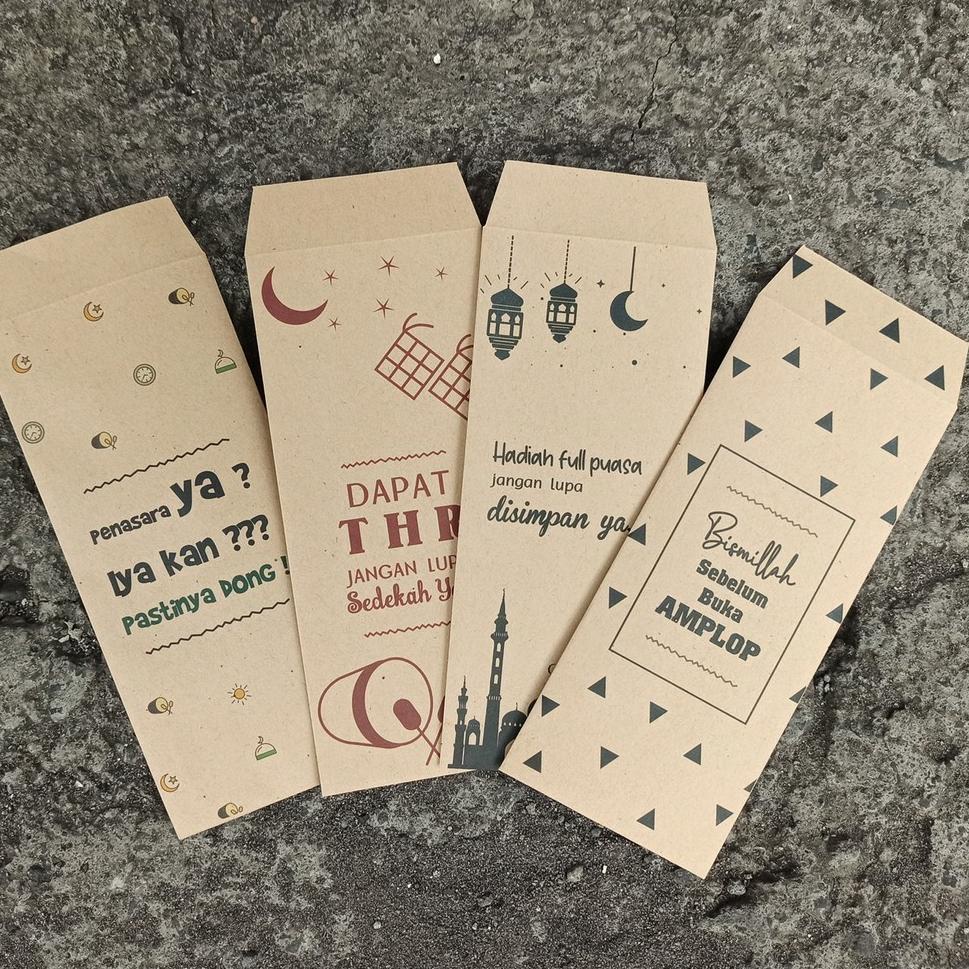 Penasara ya ?
Iya kan ???
Pastinya DONG !
DAPAT
THR
JANGAN LUP
Sedekah Y
Hadiah full puasa
jangan lupa
disimpan ya..
Bismillah
Sebelum
Buka
AMPLOP